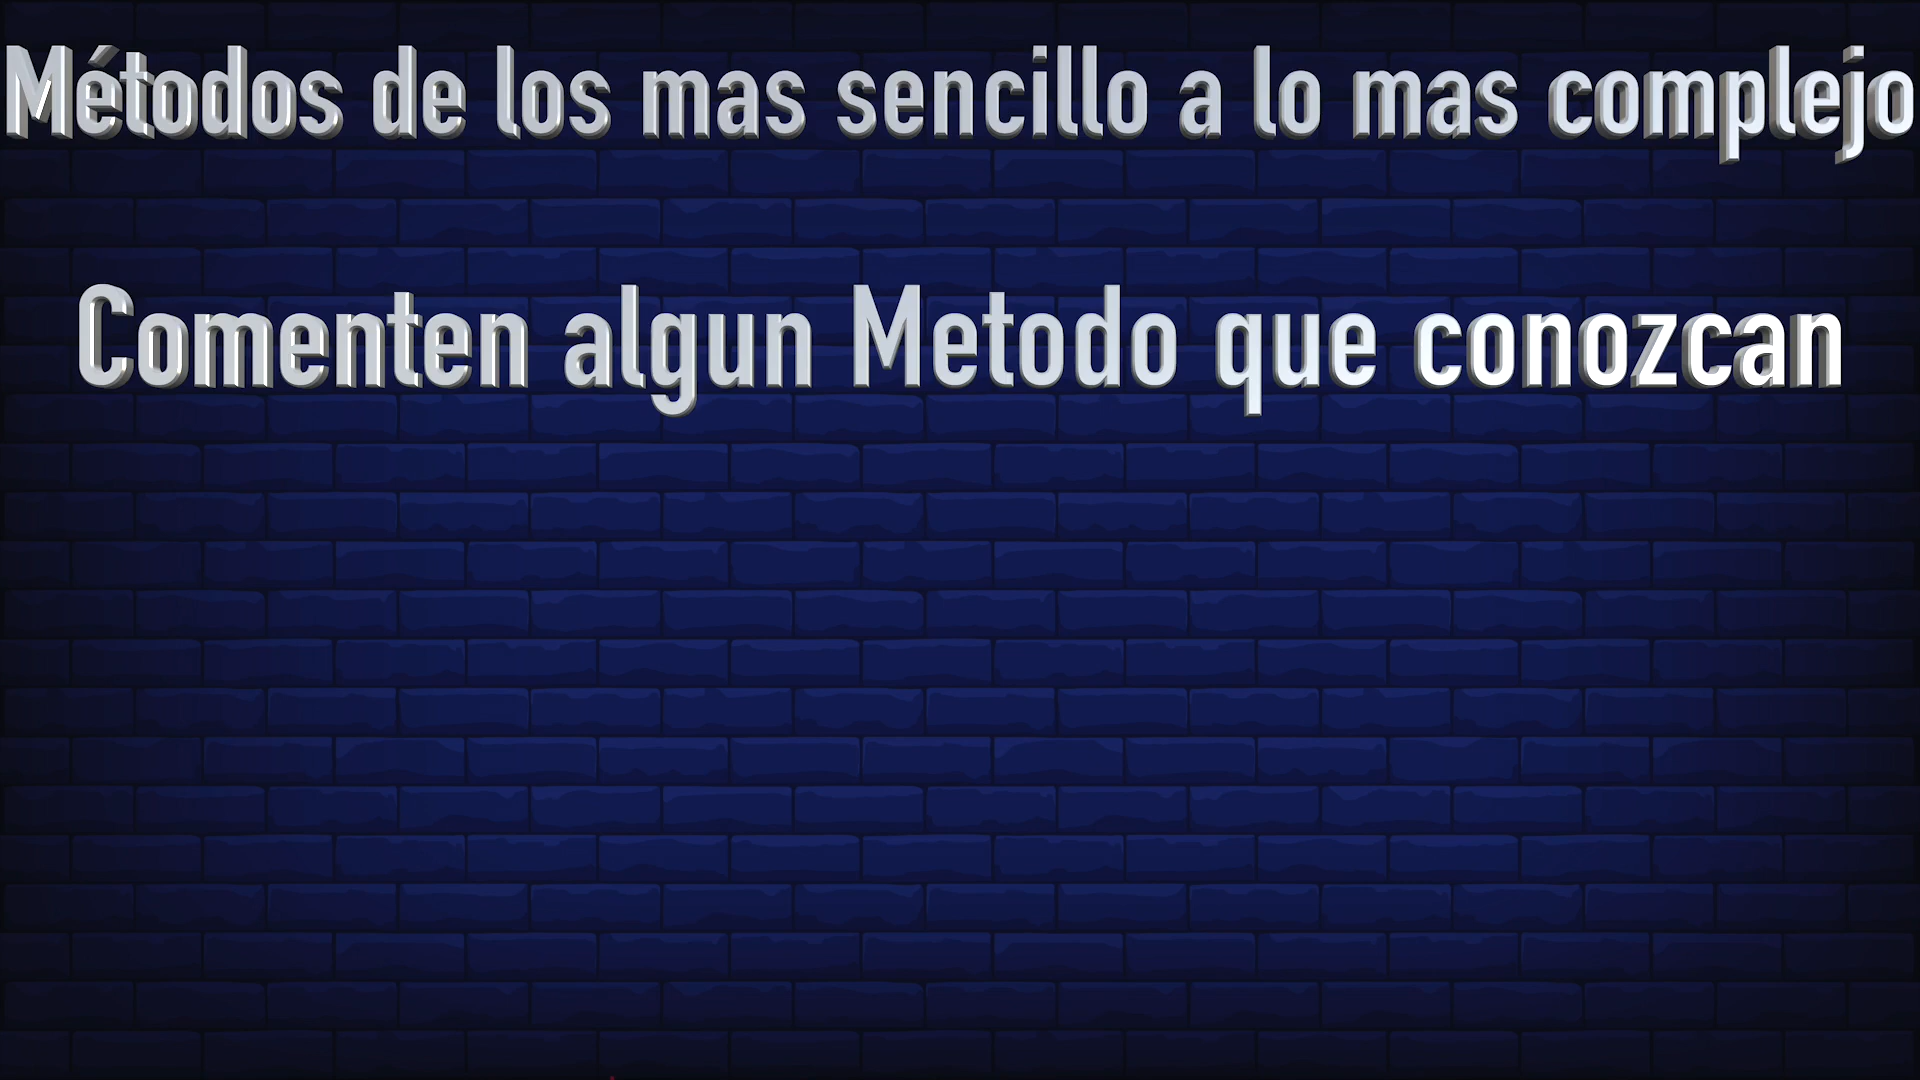 Métodos de los mas sencillo a lo mas complejo
Comenten algun Metodo que conozcan